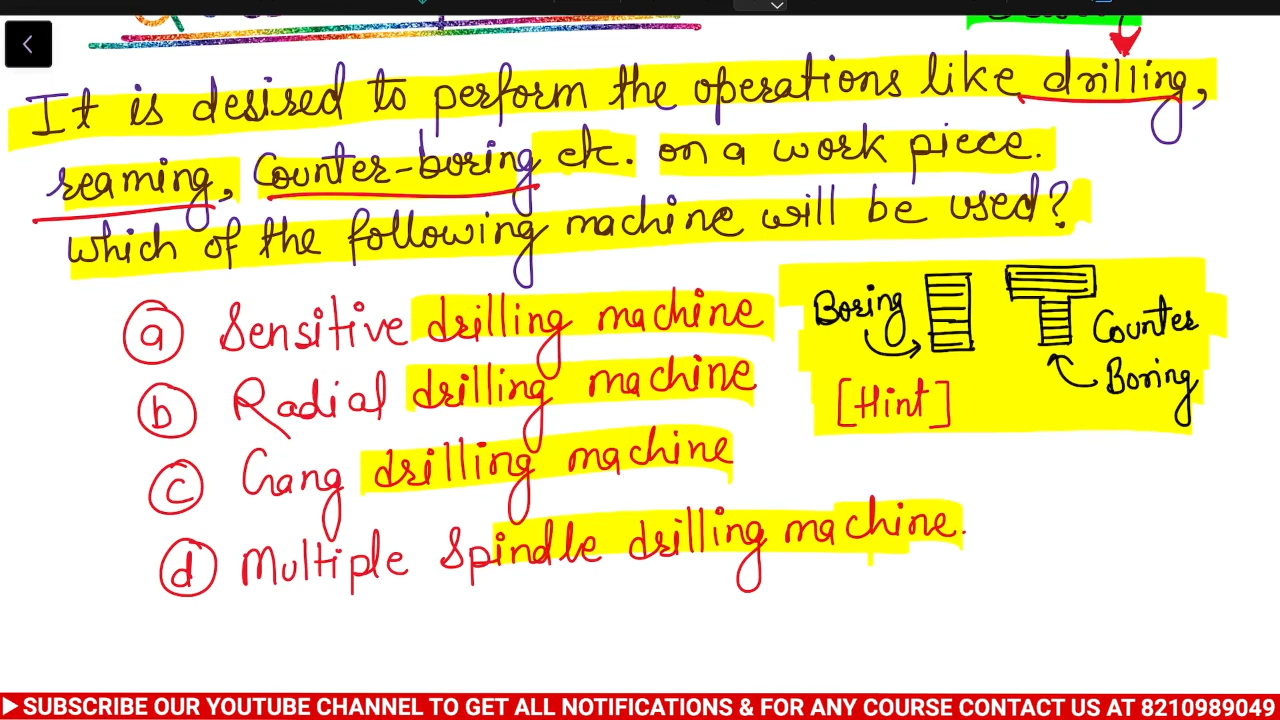 It is desired to perform the operations like drilling,
reaming, Counter-boring etc. on a work piece.
which of the following machine will be used?
(a) Sensitive drilling machine
(b) Radial drilling machine
(c) Gang drilling machine
(d) Multiple Spindle drilling machine.
Boring
Counter
Boring
[Hint]
▶ SUBSCRIBE OUR YOUTUBE CHANNEL TO GET ALL NOTIFICATIONS & FOR ANY COURSE CONTACT US AT 8210989049